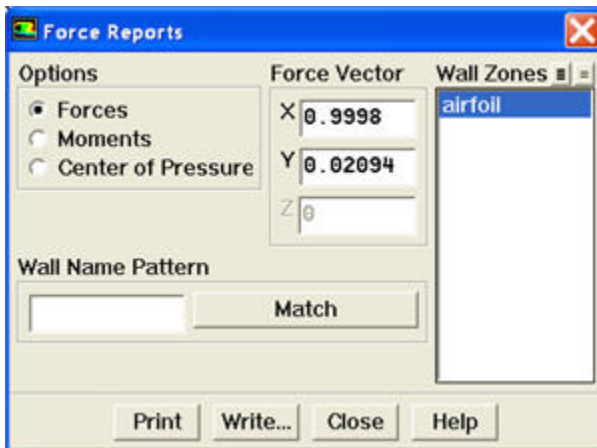 Force Reports
Options
Forces
Moments
Center of Pressure
Force Vector
X 0.9998
Y 0.02094
Z 0
Wall Zones
airfoil
Wall Name Pattern
Match
Print Write... Close Help